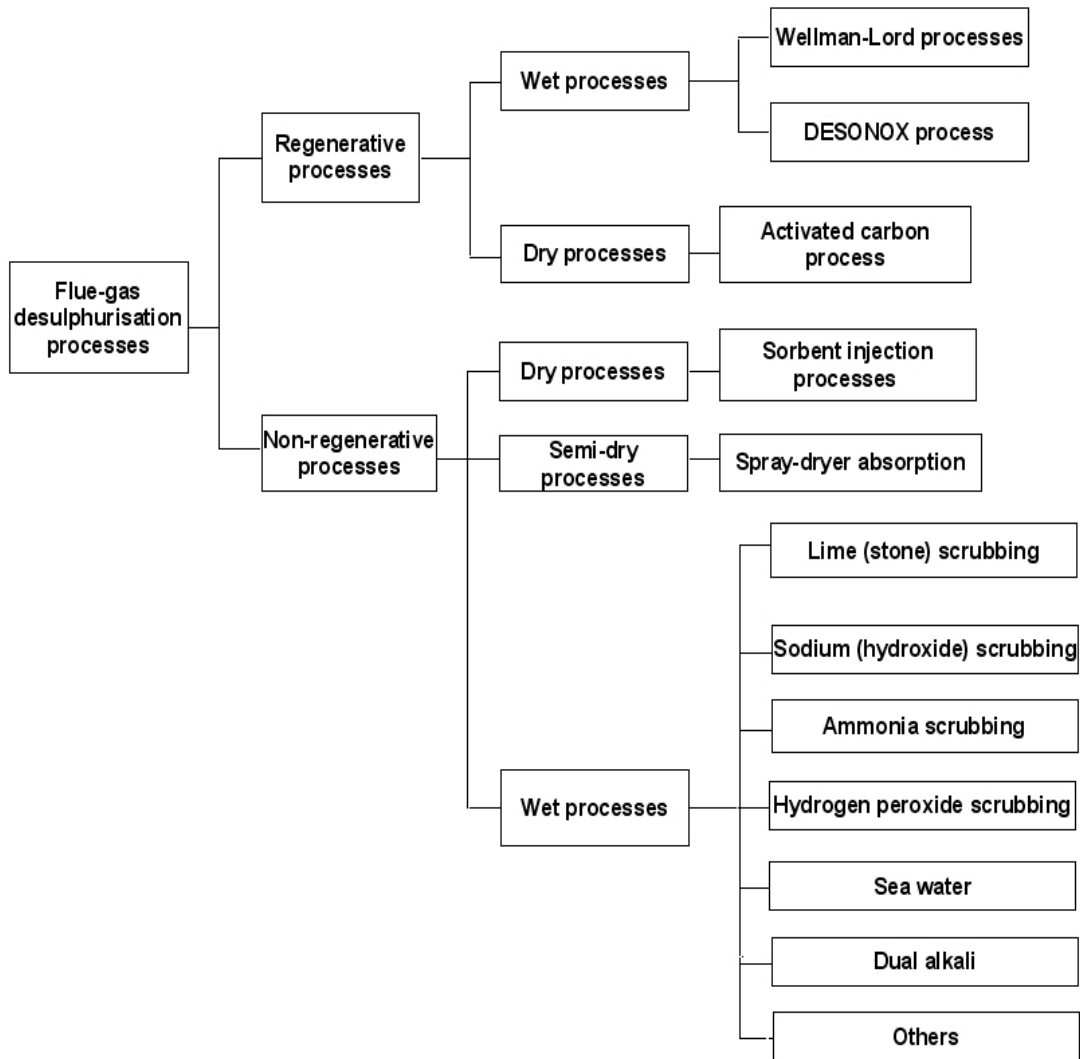 Wellman-Lord processes
Wet processes
DESONOX process
Regenerative
processes
Activated carbon
process
Dry processes
Flue-gas
desulphurisation
processes
Sorbent injection
processes
Dry processes
Non-regenerative
processes
Semi-dry
processes
Spray-dryer absorption
Lime (stone) scrubbing
Sodium (hydroxide) scrubbing
Ammonia scrubbing
Wet processes
Hydrogen peroxide scrubbing
Sea water
Dual alkali
Others